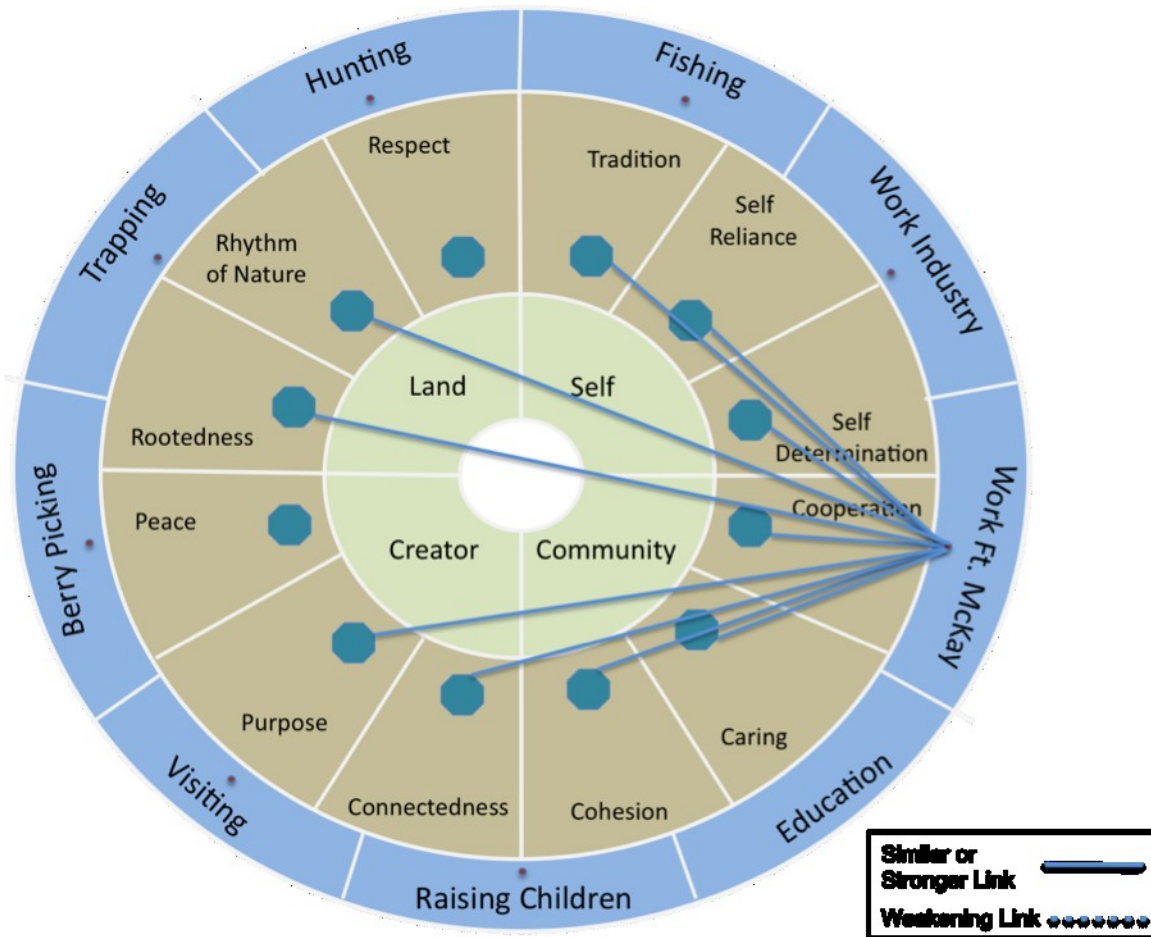 Hunting
Fishing
Work Industry
Work Ft. McKay
Education
Raising Children
Visiting
Berry Picking
Trapping
Respect
Tradition
Self
Reliance
Self
Determination
Cooperation
Caring
Cohesion
Connectedness
Purpose
Peace
Rootedness
Rhythm
of Nature
Land
Self
Creator
Community
Similar or
Stronger Link
Weakening Link